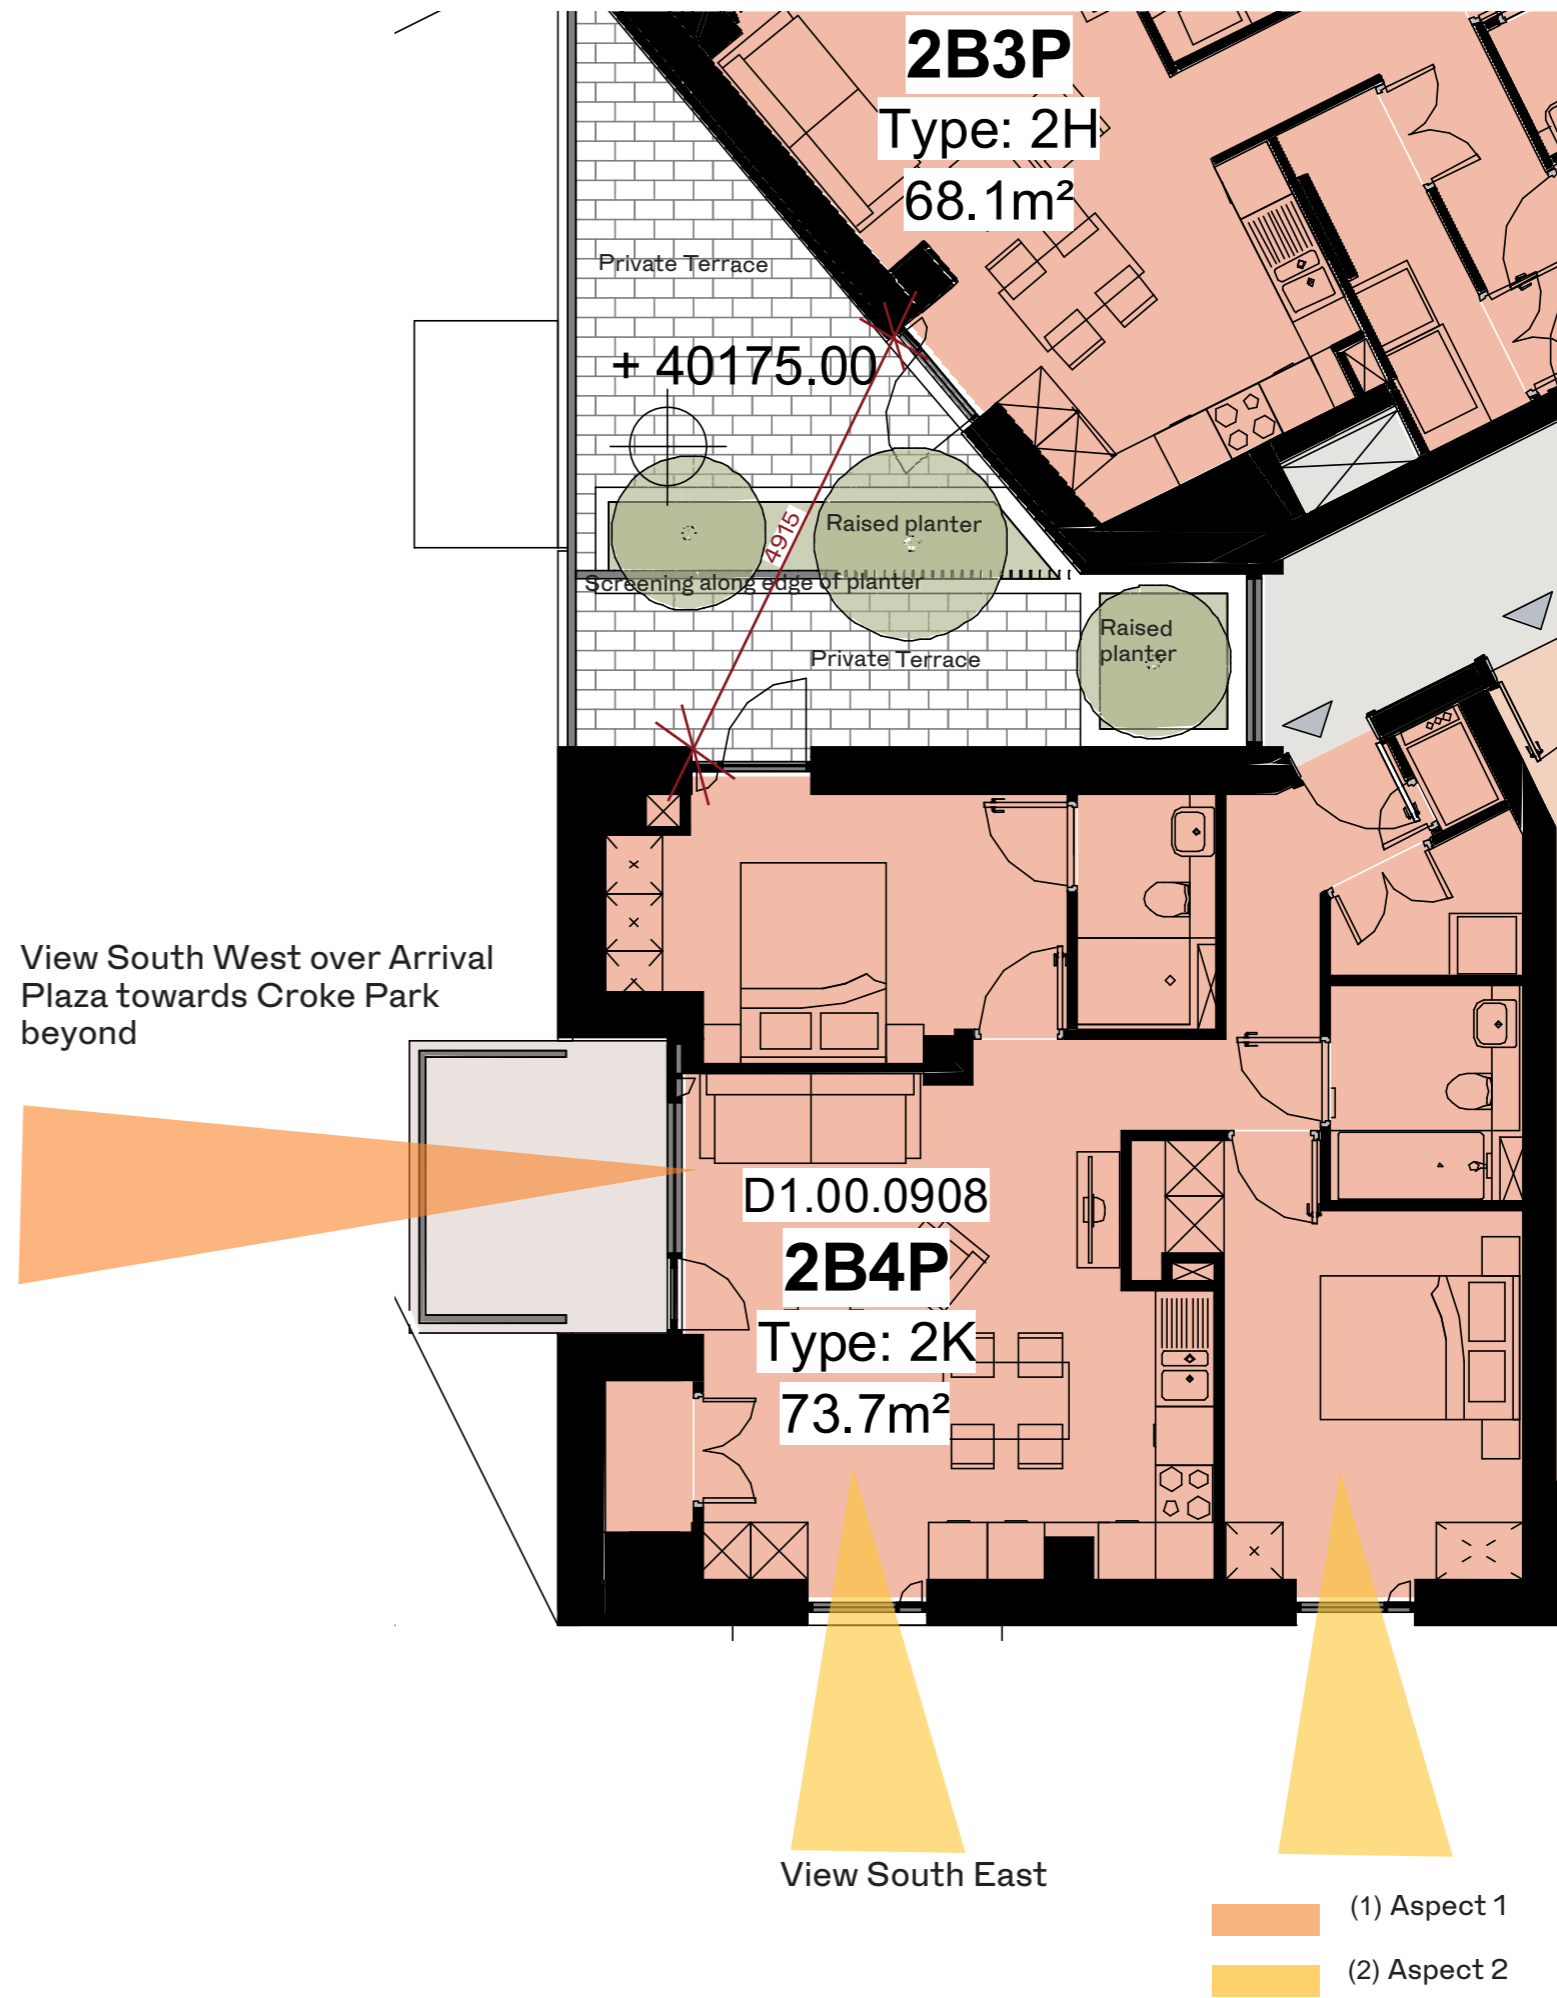 2B3P
Type: 2H
68.1m²
Private Terrace
+ 40175.00
4915
Raised planter
Screening along edge of planter
Raised
planter
Private Terrace
View South West over Arrival
Plaza towards Croke Park
beyond
D1.00.0908
2B4P
Type: 2K
73.7m²
View South East
(1) Aspect 1
(2) Aspect 2